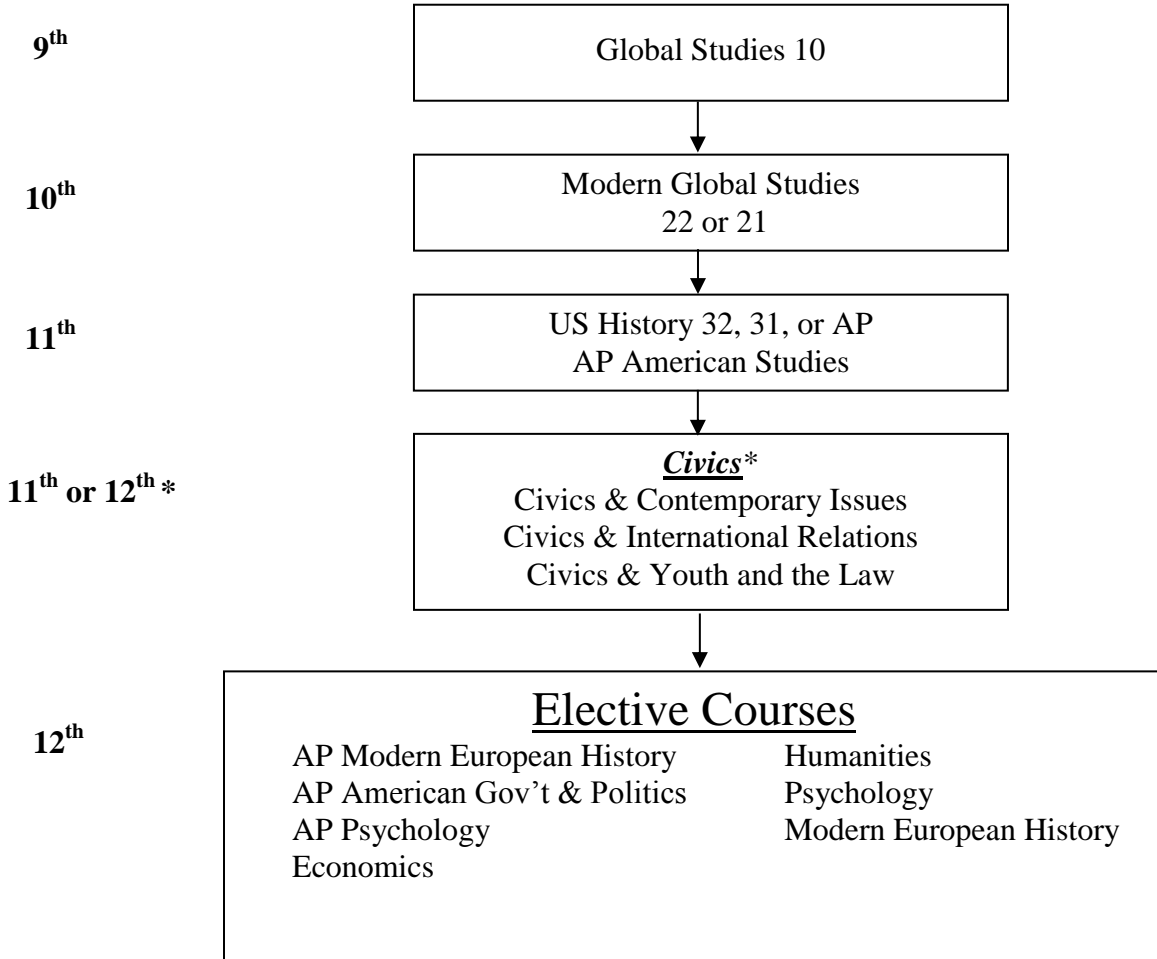 9th
Global Studies 10
10th
Modern Global Studies
22 or 21
11th
US History 32, 31, or AP
AP American Studies
11th or 12th *
Civics*
Civics & Contemporary Issues
Civics & International Relations
Civics & Youth and the Law
12th
Elective Courses
AP Modern European History
AP American Gov’t & Politics
AP Psychology
Economics
Humanities
Psychology
Modern European History